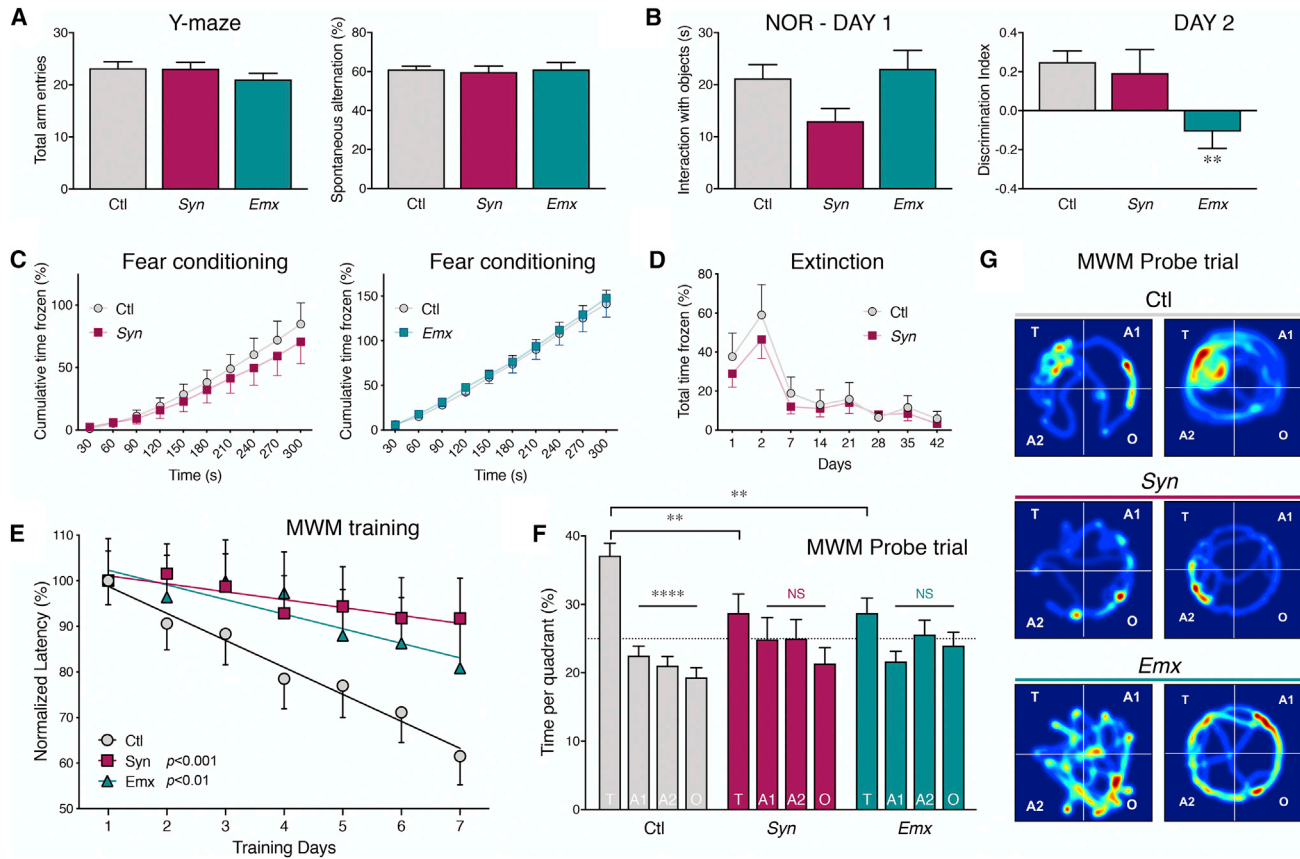 A
Y-maze
Total arm entries
30
20
10
0
Ctl Syn Emx
Spontaneous alternation (%)
80
60
40
20
0
Ctl Syn Emx
B
NOR - DAY 1
Interaction with objects (s)
30
20
10
0
Ctl Syn Emx
DAY 2
Discrimination Index
0.4
0.2
0.0
-0.2
-0.4
**
Ctl Syn Emx
C
Fear conditioning
Cumulative time frozen (%)
100
50
0
Ctl
Syn
30 60 90 120 150 180 210 240 270 300
Time (s)
Fear conditioning
Cumulative time frozen (%)
150
100
50
0
Ctl
Emx
30 60 90 120 150 180 210 240 270 300
Time (s)
D
Extinction
Total time frozen (%)
80
60
40
20
0
Ctl
Syn
1 2 7 14 21 28 35 42
Days
E
MWM training
Normalized Latency (%)
110
100
90
80
70
60
50
Ctl
Syn p<0.001
Emx p<0.01
1 2 3 4 5 6 7
Training Days
F
MWM Probe trial
Time per quadrant (%)
40
30
20
10
0
**
**
****
NS
NS
T A1 A2 O
T A1 A2 O
T A1 A2 O
Ctl Syn Emx
G
MWM Probe trial
Ctl
T A1
A2 O
T A1
A2 O
Syn
T A1
A2 O
T A1
A2 O
Emx
T A1
A2 O
T A1
A2 O